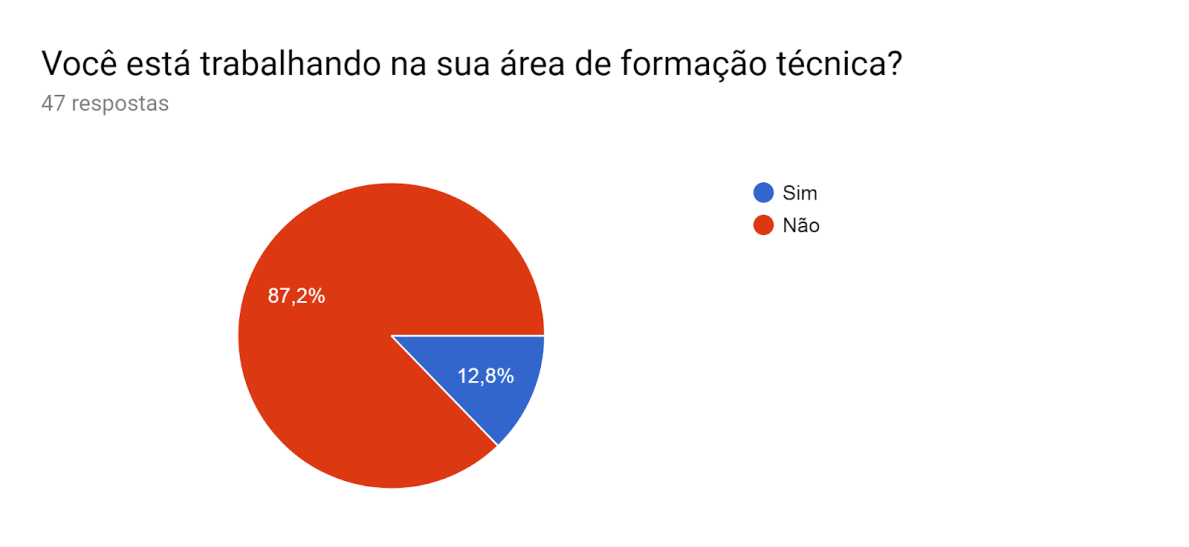 Você está trabalhando na sua área de formação técnica?
47 respostas
Sim
Não
87,2%
12,8%